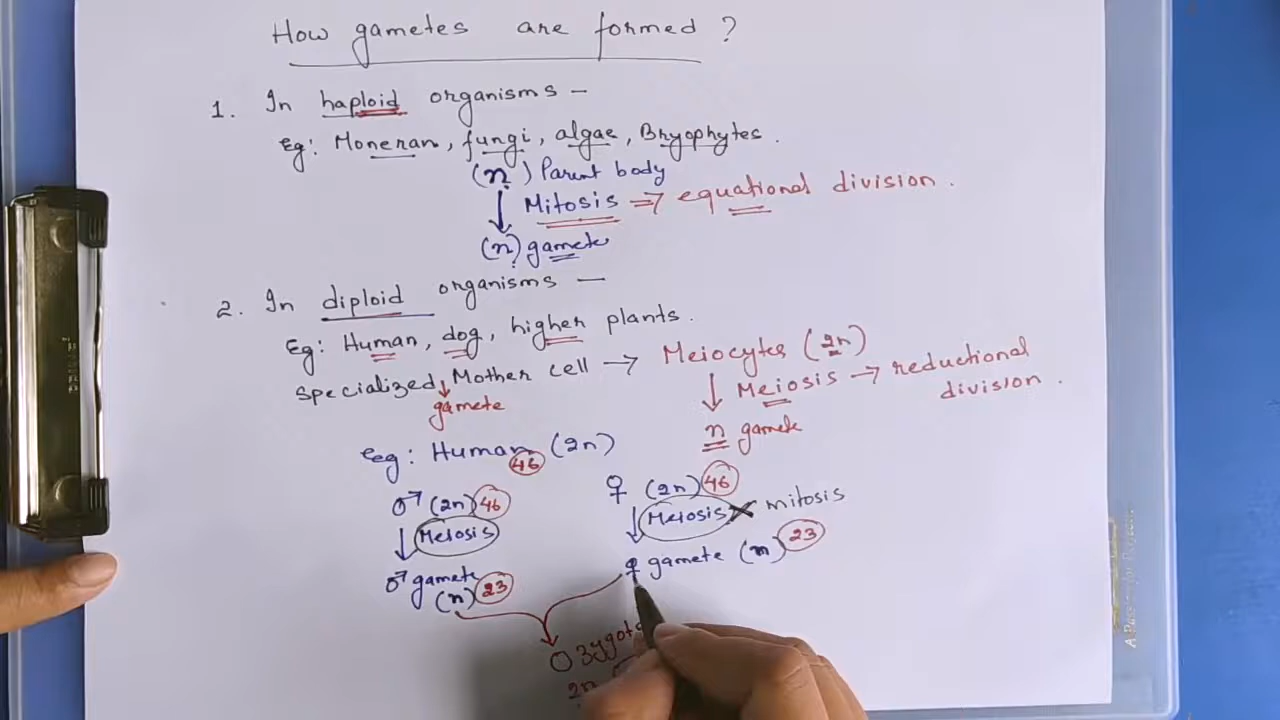 How gametes are formed ?
1. In haploid organisms -
Eg: Moneran, fungi, algae, Bryophytes.
(n) Parent body
↓ Mitosis => equational division.
(n) gamete
2. In diploid organisms -
Eg: Human, dog, higher plants.
specialized Mother cell → Meiocytes (2n)
↓ gamete
↓ Meiosis → reductional division.
n gamete
Eg: Human (2n)
46
♂ (2n) 46
↓ Meiosis
♂ gamete
(n) 23
♀ (2n) 46
↓ Meiosis × mitosis
♀ gamete (n) 23
2n